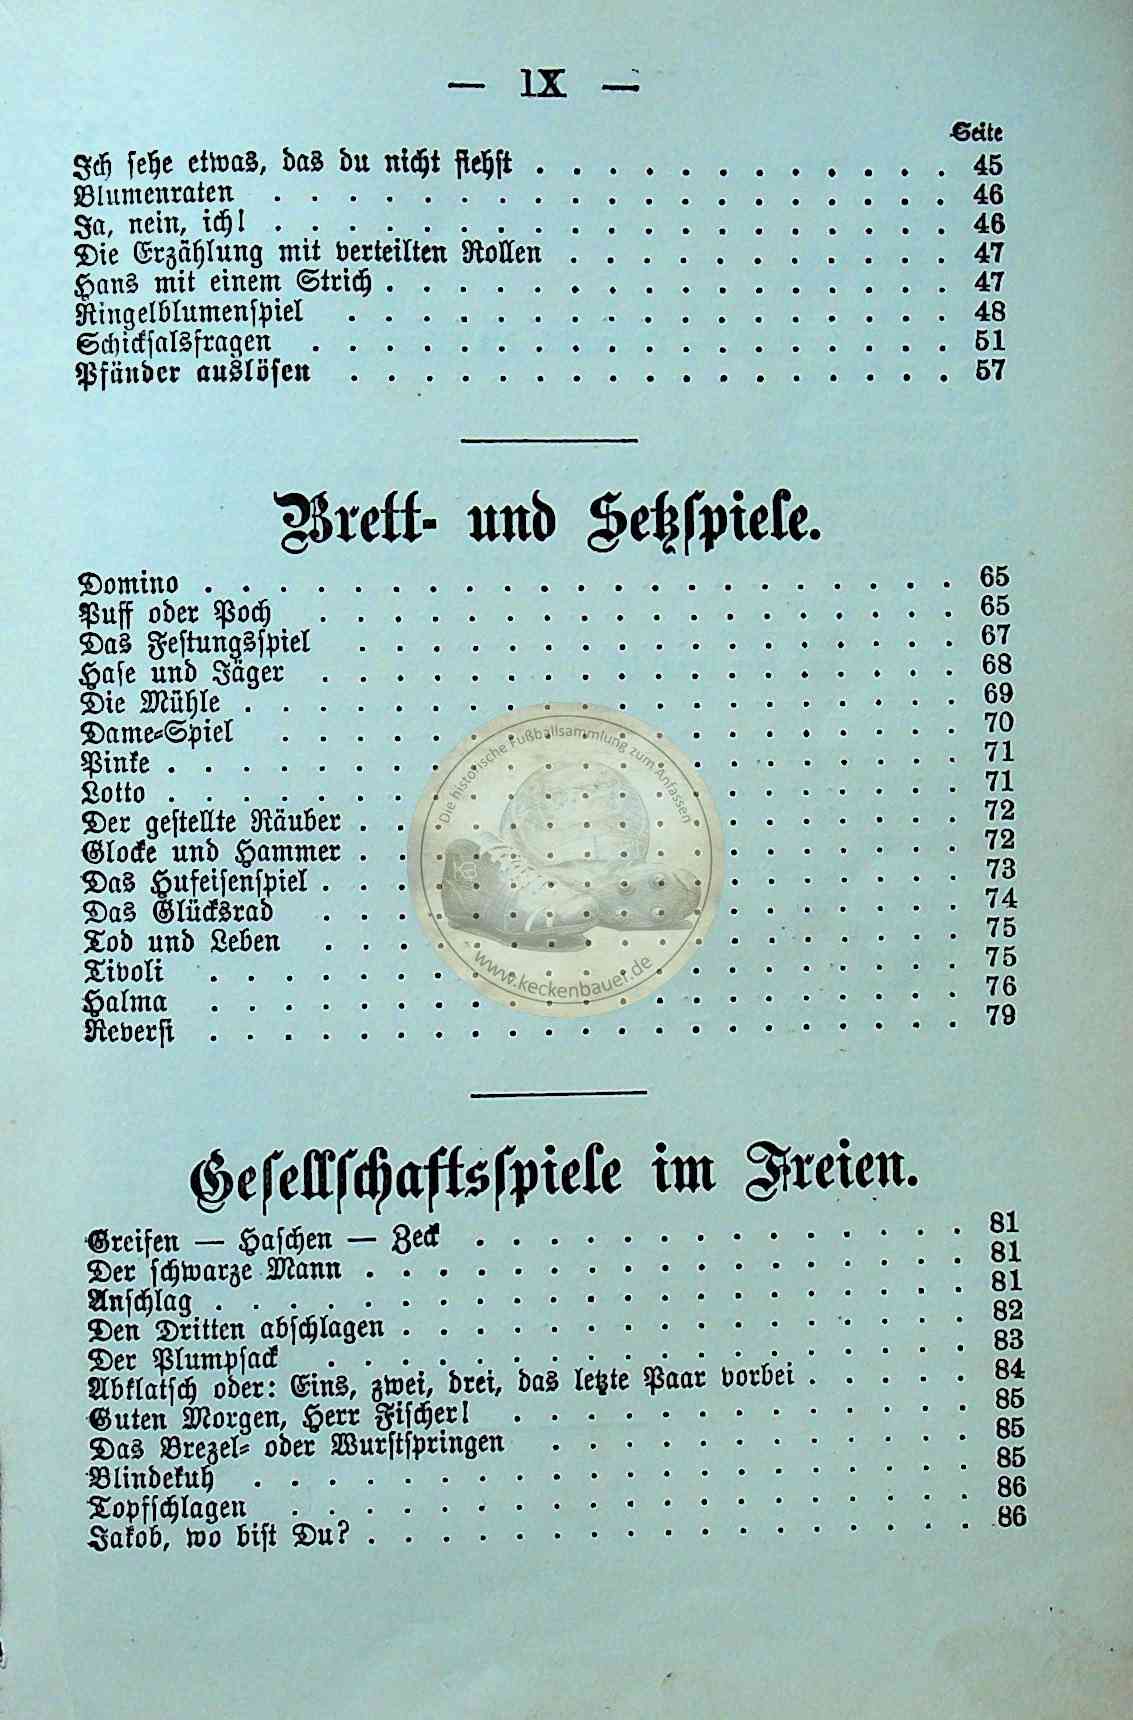 — IX —
Seite
Ich sehe etwas, das du nicht siehst . . . . . . . . . . . . 45
Blumenraten . . . . . . . . . . . . . . . . . . . 46
Ja, nein, ich! . . . . . . . . . . . . . . . . . . . 46
Die Erzählung mit verteilten Rollen . . . . . . . . . . 47
Hans mit einem Strich . . . . . . . . . . . . . . . . 47
Ringelblumenspiel . . . . . . . . . . . . . . . . . 48
Schicksalsfragen . . . . . . . . . . . . . . . . . . 51
Pfänder auslösen . . . . . . . . . . . . . . . . . 57
Brett- und Setzspiele.
Domino . . . . . . . . . . . . . . . . . . . . . 65
Puff oder Poch . . . . . . . . . . . . . . . . . . 65
Das Festungsspiel . . . . . . . . . . . . . . . . . 67
Hase und Jäger . . . . . . . . . . . . . . . . . . 68
Die Mühle . . . . . . . . . . . . . . . . . . . . 69
Dame-Spiel . . . . . . . . . . . . . . . . . . . 70
Pinke . . . . . . . . . . . . . . . . . . . . . . 71
Lotto . . . . . . . . . . . . . . . . . . . . . . 71
Der gestellte Räuber . . . . . . . . . . . . . . . . . 72
Glocke und Hammer . . . . . . . . . . . . . . . . . 72
Das Hufeisenspiel . . . . . . . . . . . . . . . . . . 73
Das Glücksrad . . . . . . . . . . . . . . . . . . 74
Tod und Leben . . . . . . . . . . . . . . . . . . 75
Tivoli . . . . . . . . . . . . . . . . . . . . . 75
Halma . . . . . . . . . . . . . . . . . . . . . 76
Reversi . . . . . . . . . . . . . . . . . . . . . 79
Die historische Fußballsammlung zum Anfassen
KB
www.keckenbauer.de
Gesellschaftsspiele im Freien.
Greifen — Haschen — Zeck . . . . . . . . . . . . . . 81
Der schwarze Mann . . . . . . . . . . . . . . . . . 81
Anschlag . . . . . . . . . . . . . . . . . . . . . 81
Den Dritten abschlagen . . . . . . . . . . . . . . . . 82
Der Plumpsack . . . . . . . . . . . . . . . . . . 83
Abklatsch oder: Eins, zwei, drei, das letzte Paar vorbei . . . . . 84
Guten Morgen, Herr Fischer! . . . . . . . . . . . . . 85
Das Brezel- oder Wurstspringen . . . . . . . . . . . . 85
Blindekuh . . . . . . . . . . . . . . . . . . . . 85
Topfschlagen . . . . . . . . . . . . . . . . . . . 86
Jakob, wo bist Du? . . . . . . . . . . . . . . . . . 86